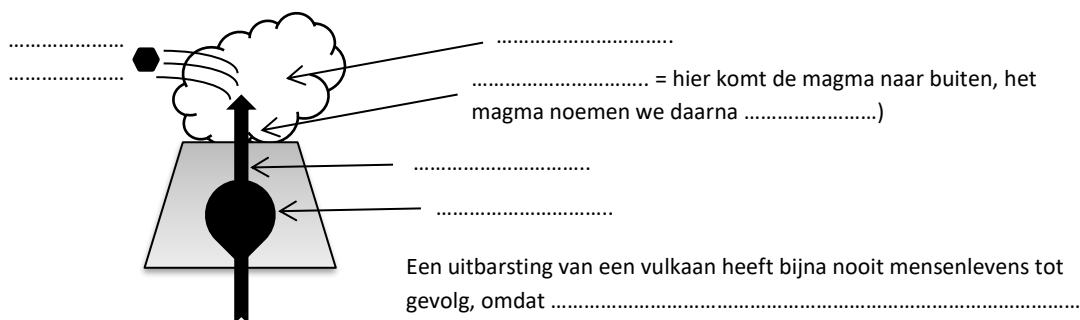 …………………
…………………
…………………………..
………………………….. = hier komt de magma naar buiten, het
magma noemen we daarna …………………)
…………………………..
…………………………..
Een uitbarsting van een vulkaan heeft bijna nooit mensenlevens tot
gevolg, omdat ……………………………………………………………………………